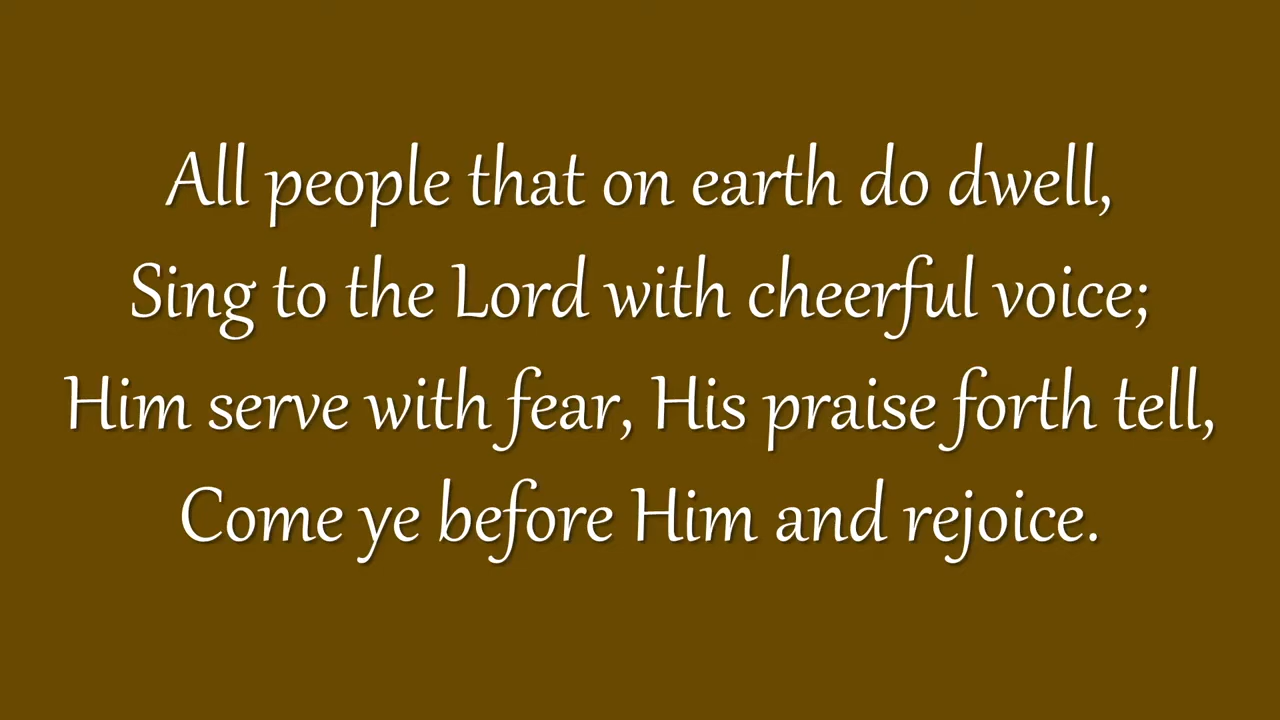 All people that on earth do dwell,
Sing to the Lord with cheerful voice;
Him serve with fear, His praise forth tell,
Come ye before Him and rejoice.